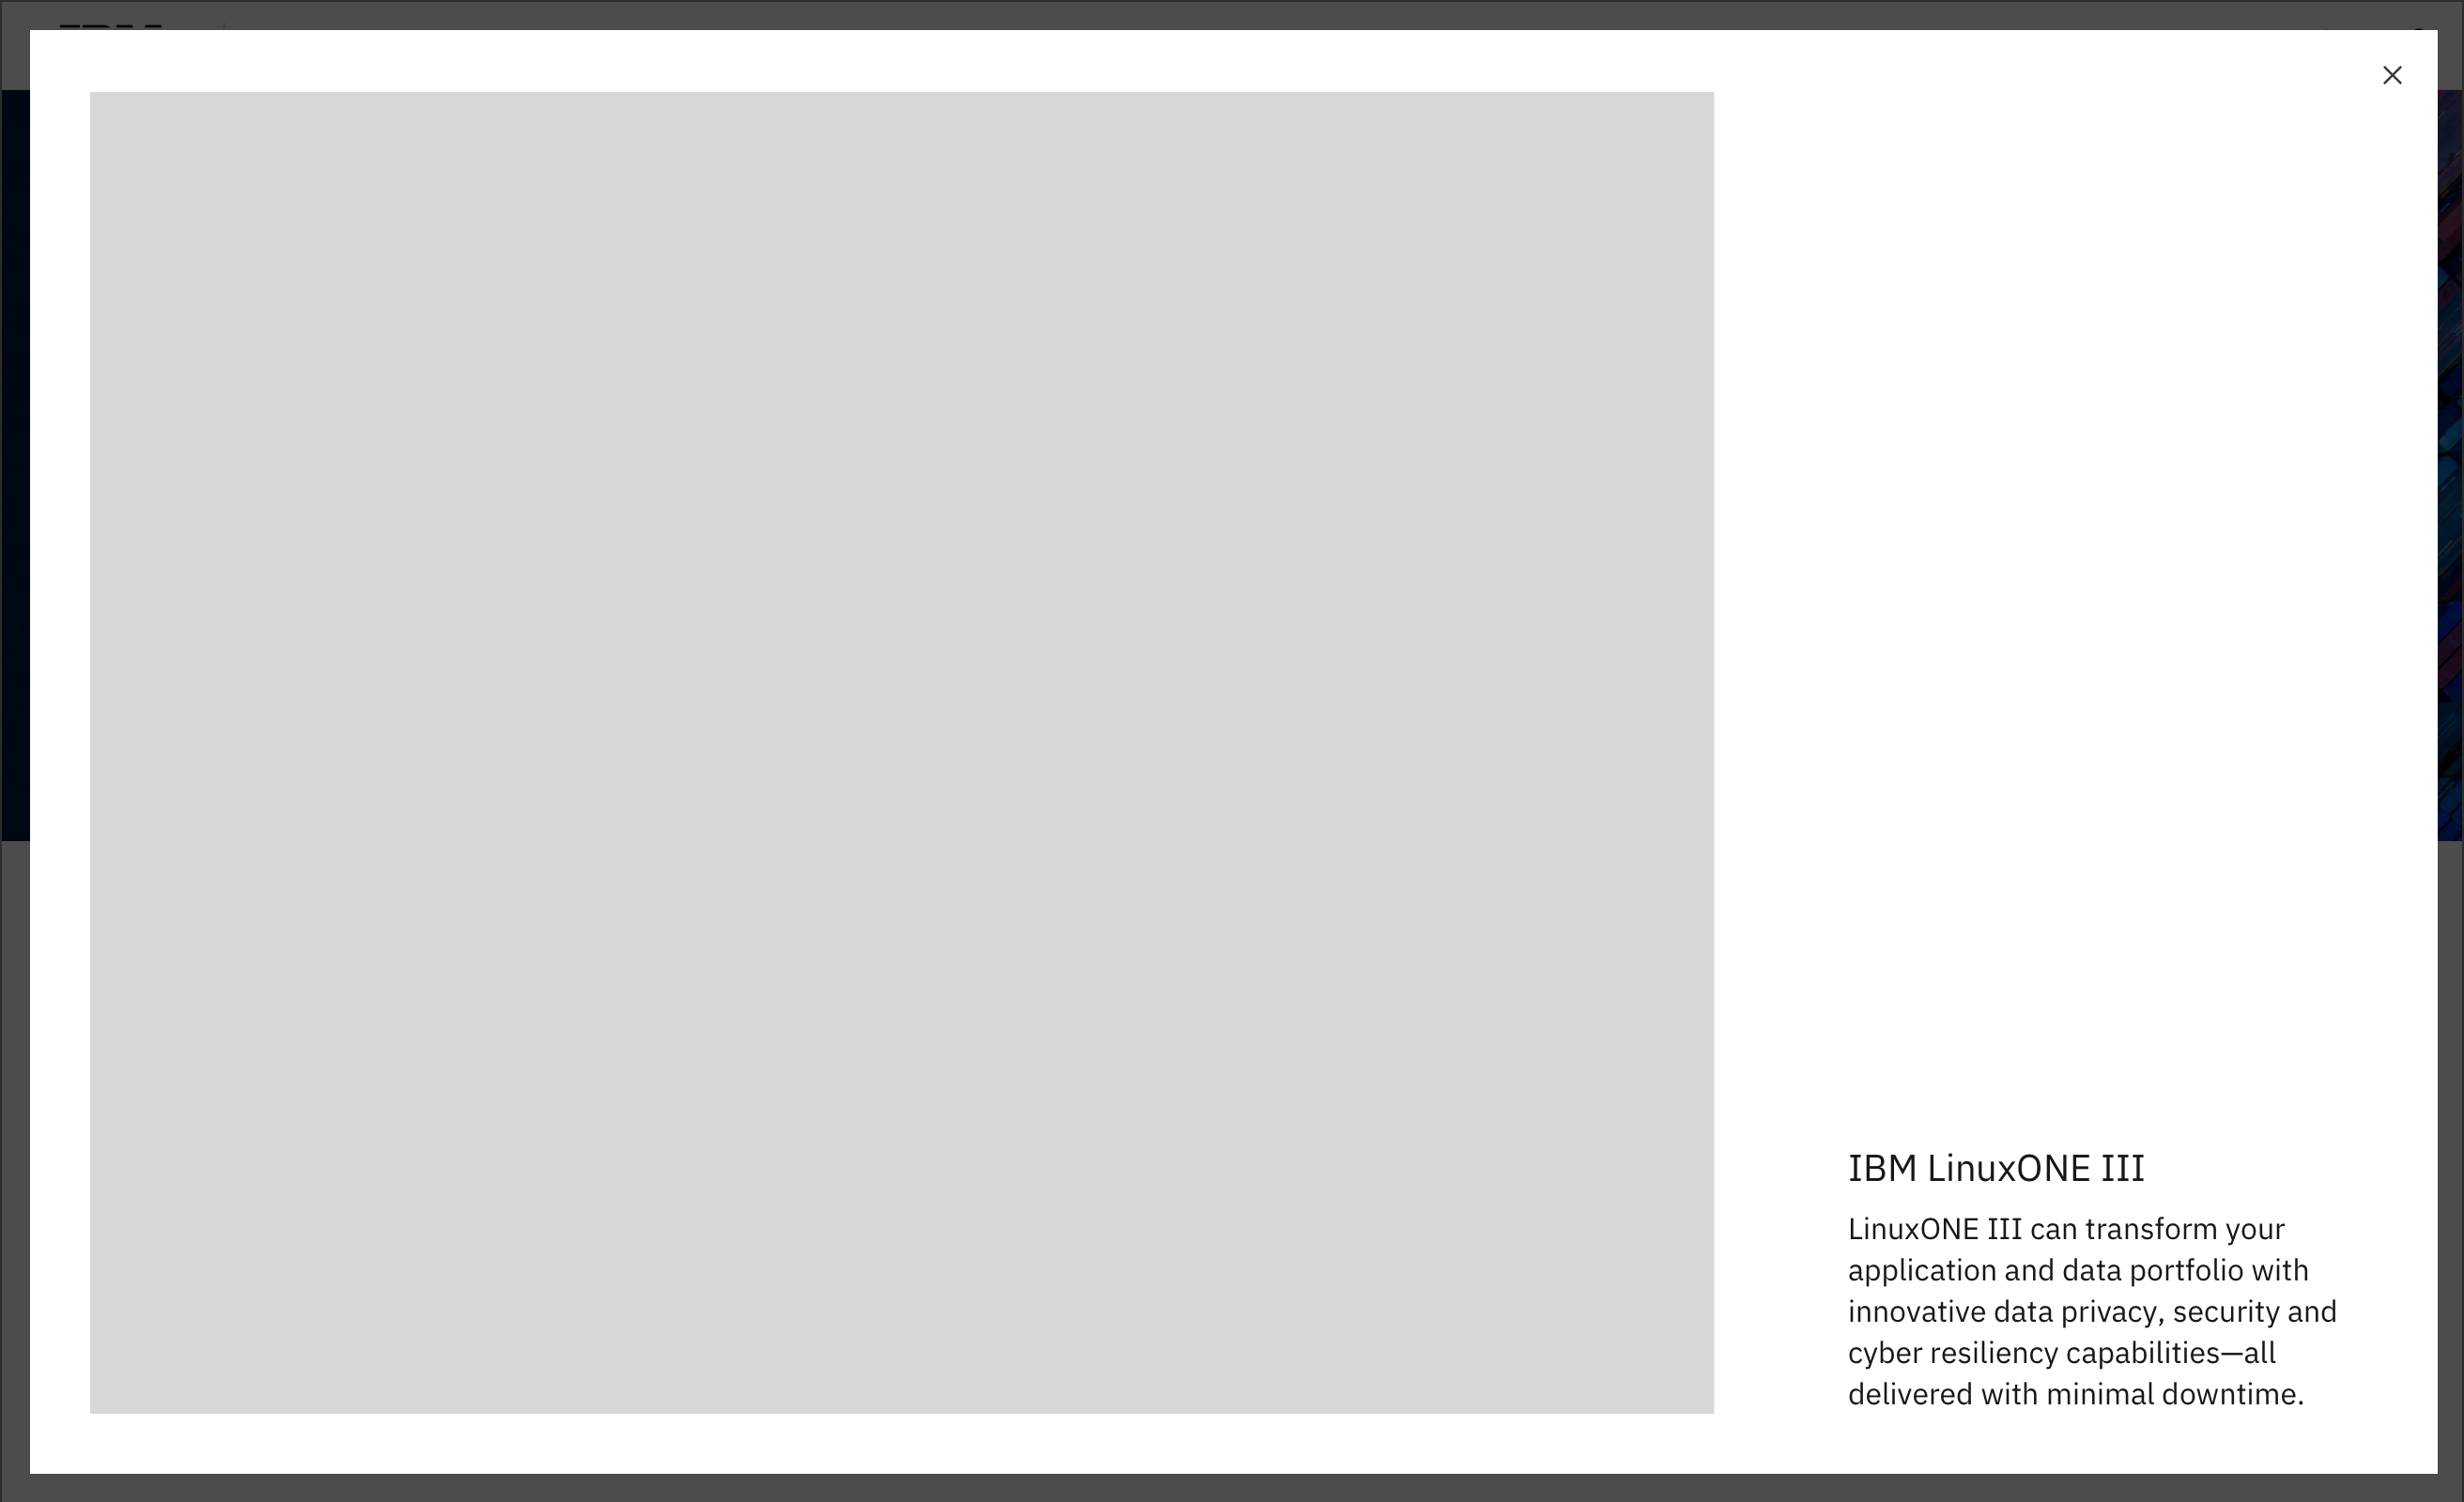 IBM LinuxONE III
LinuxONE III can transform your
application and data portfolio with
innovative data privacy, security and
cyber resiliency capabilities—all
delivered with minimal downtime.